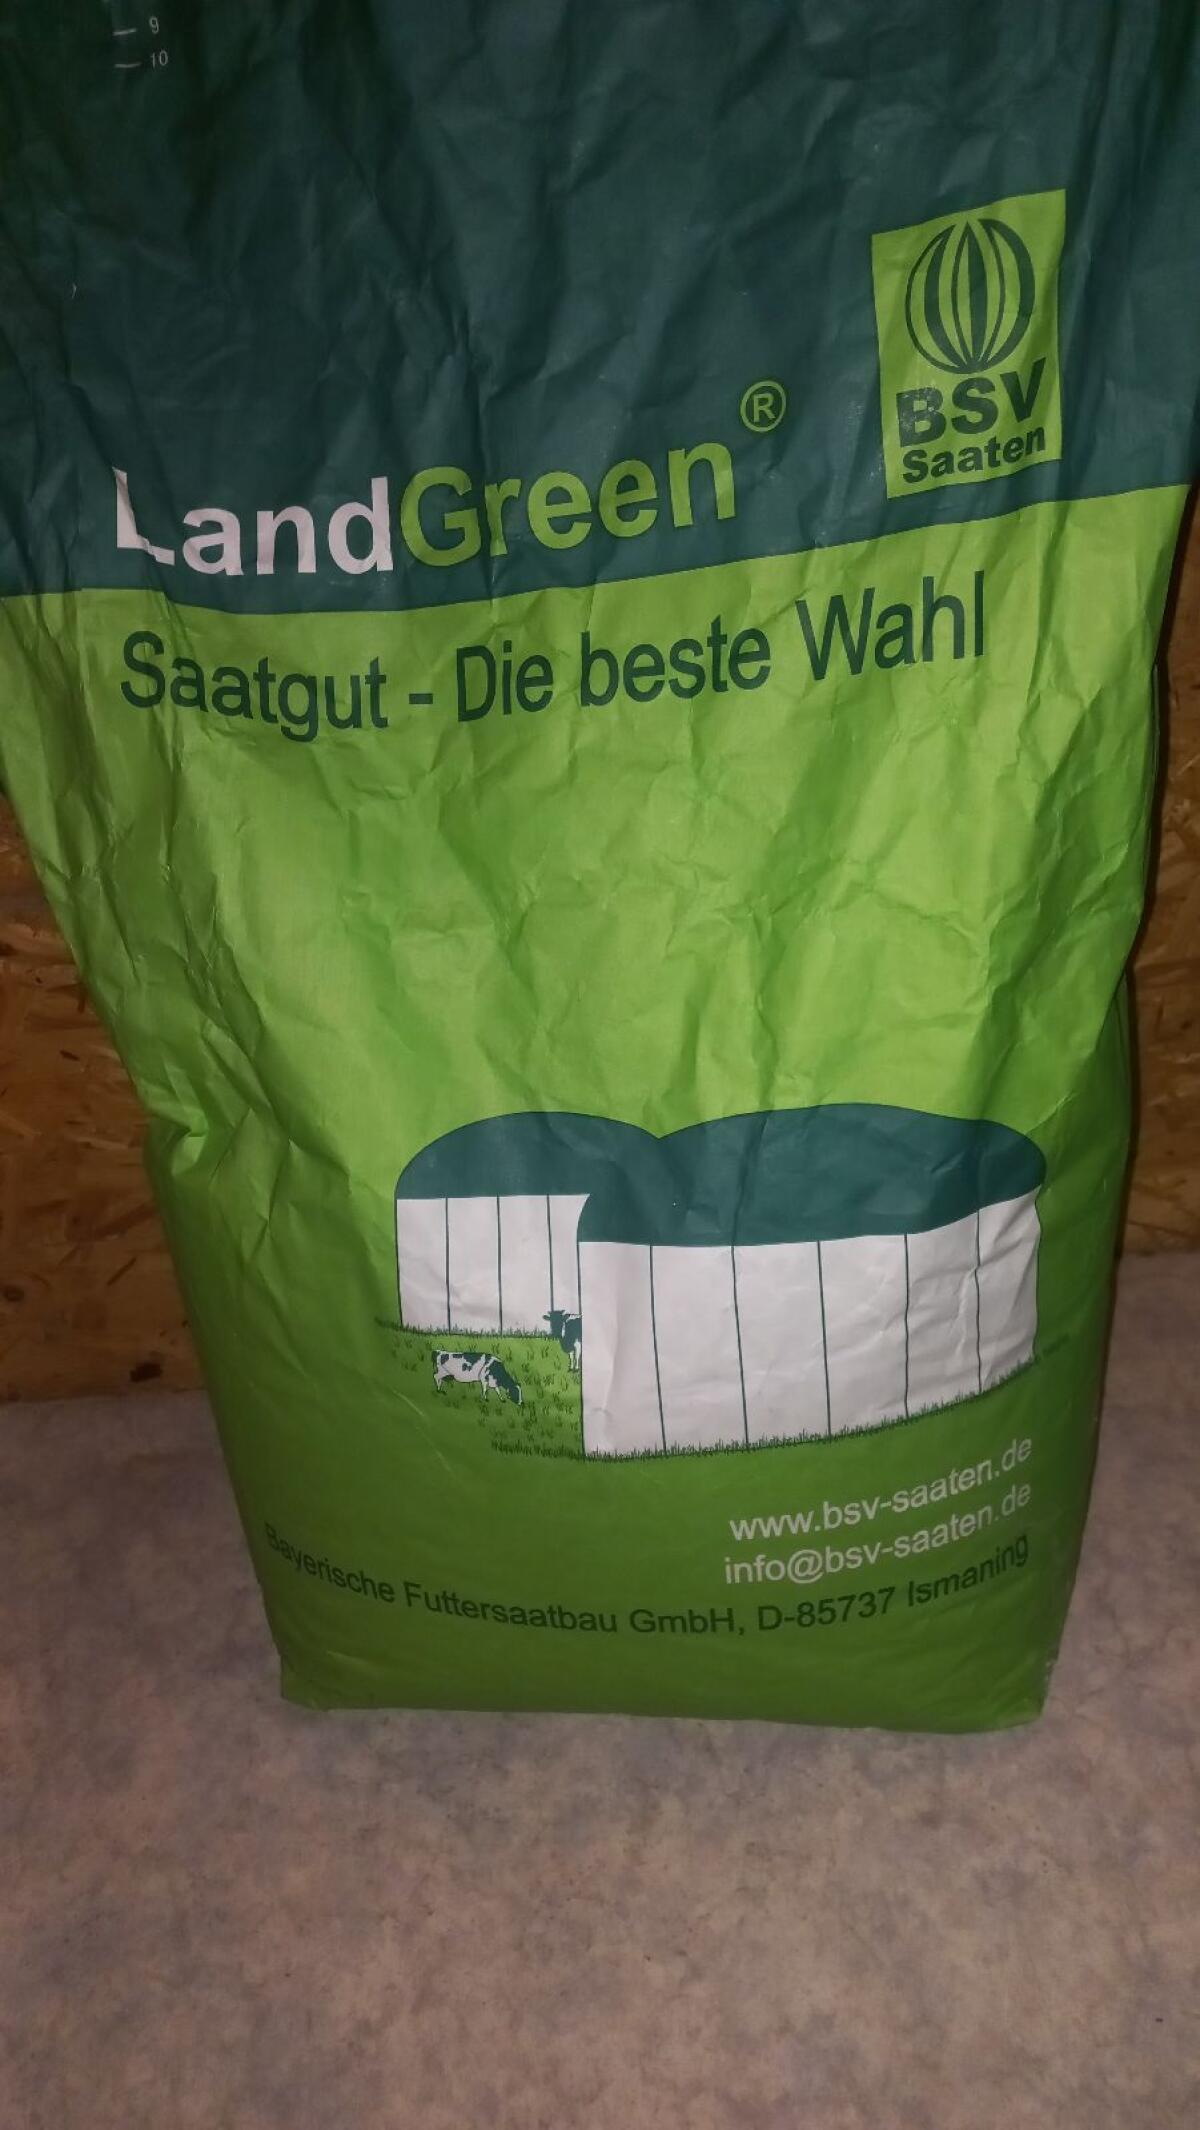 9
10
BSV
Saaten
LandGreen®
Saatgut - Die beste Wahl
www.bsv-saaten.de
info@bsv-saaten.de
Bayerische Futtersaatbau GmbH, D-85737 Ismaning